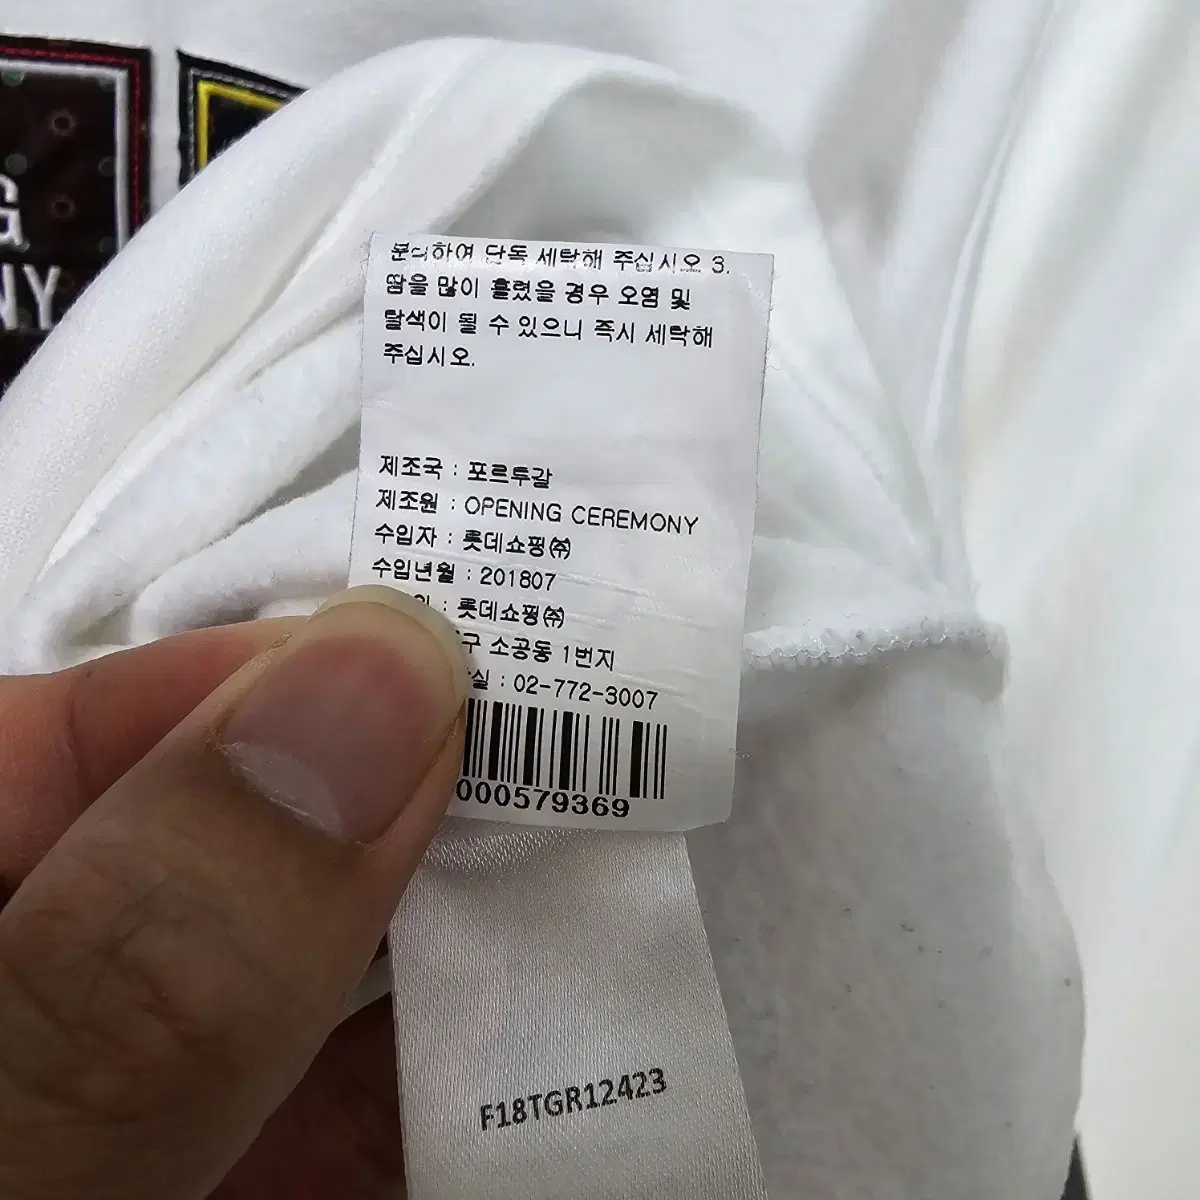 G
NY
분리하여 단독 세탁해 주십시오 3.
땀을 많이 흘렸을 경우 오염 및
탈색이 될 수 있으니 즉시 세탁해
주십시오.
제조국 : 포르투갈
제조원 : OPENING CEREMONY
수입자 : 롯데쇼핑㈜
수입년월 : 201807
원 : 롯데쇼핑㈜
구 소공동 1번지
실 : 02-772-3007
000579369
F18TGR12423